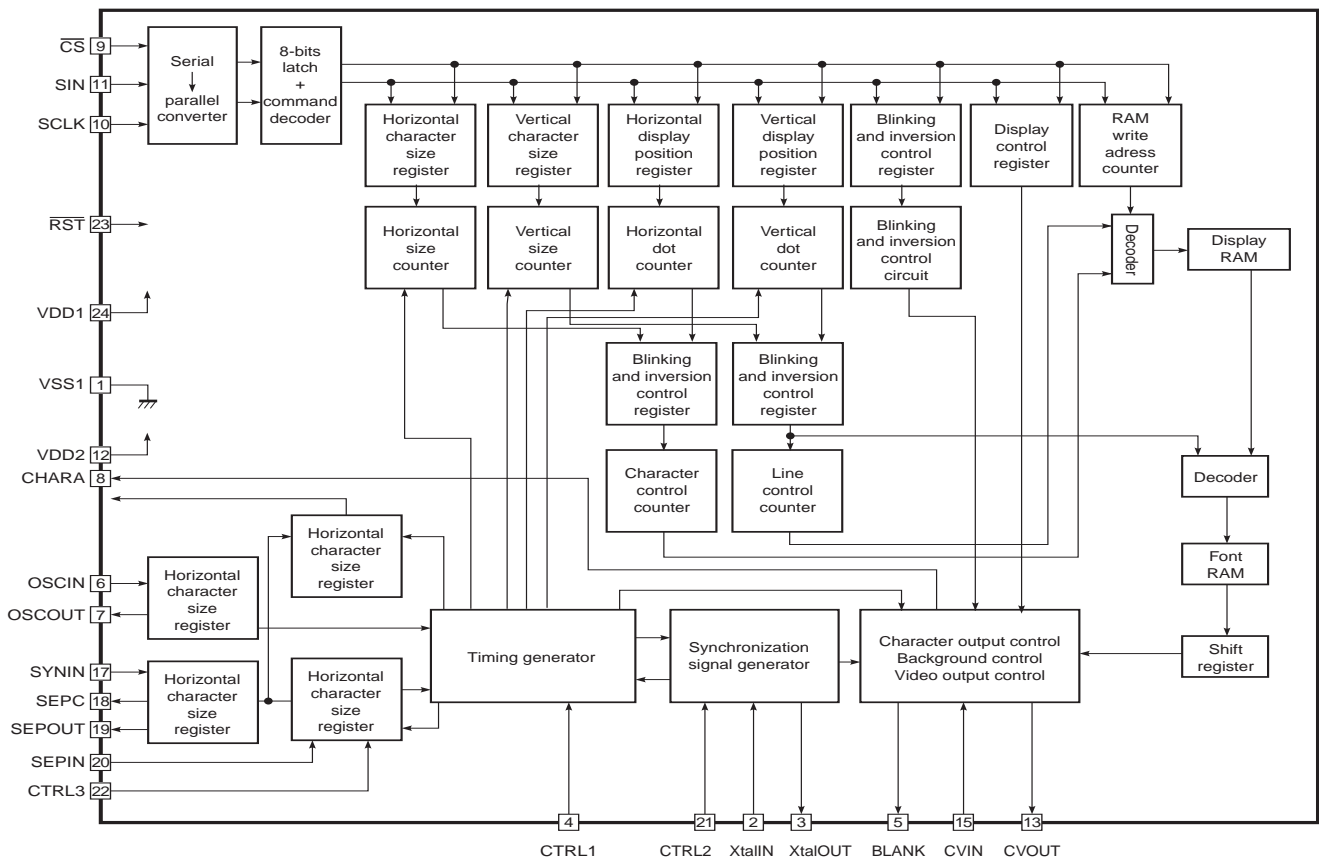 CS
9
SIN
11
SCLK
10
Serial
parallel
converter
8-bits
latch
+
command
decoder
Horizontal
character
size
register
Vertical
character
size
register
Horizontal
display
position
register
Vertical
display
position
register
Blinking
and inversion
control
register
Display
control
register
RAM
write
adress
counter
RST
23
Horizontal
size
counter
Vertical
size
counter
Horizontal
dot
counter
Vertical
dot
counter
Blinking
and inversion
control
circuit
Decoder
Display
RAM
VDD1
24
VSS1
1
Blinking
and inversion
control
register
Blinking
and inversion
control
register
VDD2
12
CHARA
8
Character
control
counter
Line
control
counter
Decoder
Horizontal
character
size
register
Font
RAM
OSCIN
6
OSCOUT
7
Horizontal
character
size
register
Timing generator
Synchronization
signal generator
Character output control
Background control
Video output control
Shift
register
SYNIN
17
SEPC
18
SEPOUT
19
Horizontal
character
size
register
Horizontal
character
size
register
SEPIN
20
CTRL3
22
4
21
2
3
5
15
13
CTRL1
CTRL2
XtalIN
XtalOUT
BLANK
CVIN
CVOUT